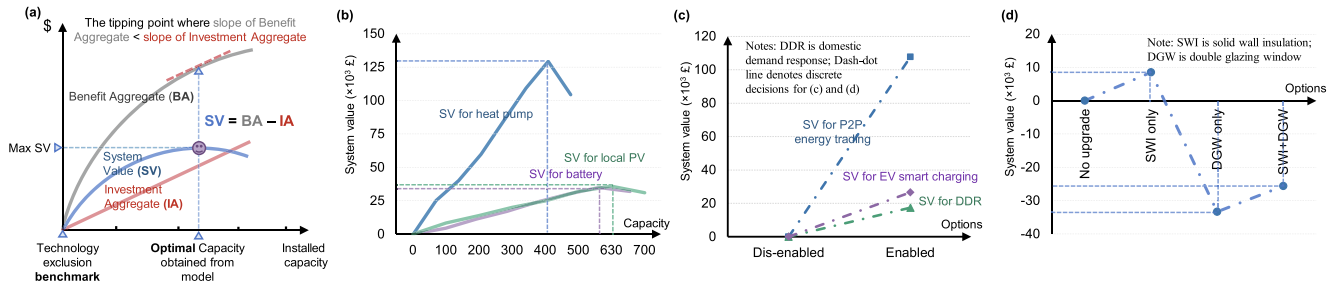 (a)
$
The tipping point where slope of Benefit
Aggregate < slope of Investment Aggregate
Benefit Aggregate (BA)
SV = BA – IA
Max SV
System
Value (SV)
Investment
Aggregate (IA)
Technology
exclusion
benchmark
Optimal Capacity
obtained from
model
Installed
capacity
(b)
System value (×10³ £)
150
125
100
75
50
25
0
SV for heat pump
SV for local PV
SV for battery
Capacity
0 100 200 300 400 500 630 700
(c)
System value (×10³ £)
120
100
80
60
40
20
0
Notes: DDR is domestic
demand response; Dash-dot
line denotes discrete
decisions for (c) and (d)
SV for P2P
energy trading
SV for EV smart charging
SV for DDR
Options
Dis-enabled Enabled
(d)
System value (×10³ £)
20
10
0
-10
-20
-30
-40
Note: SWI is solid wall insulation;
DGW is double glazing window
Options
No upgrade
SWI only
DGW only
SWI+DGW